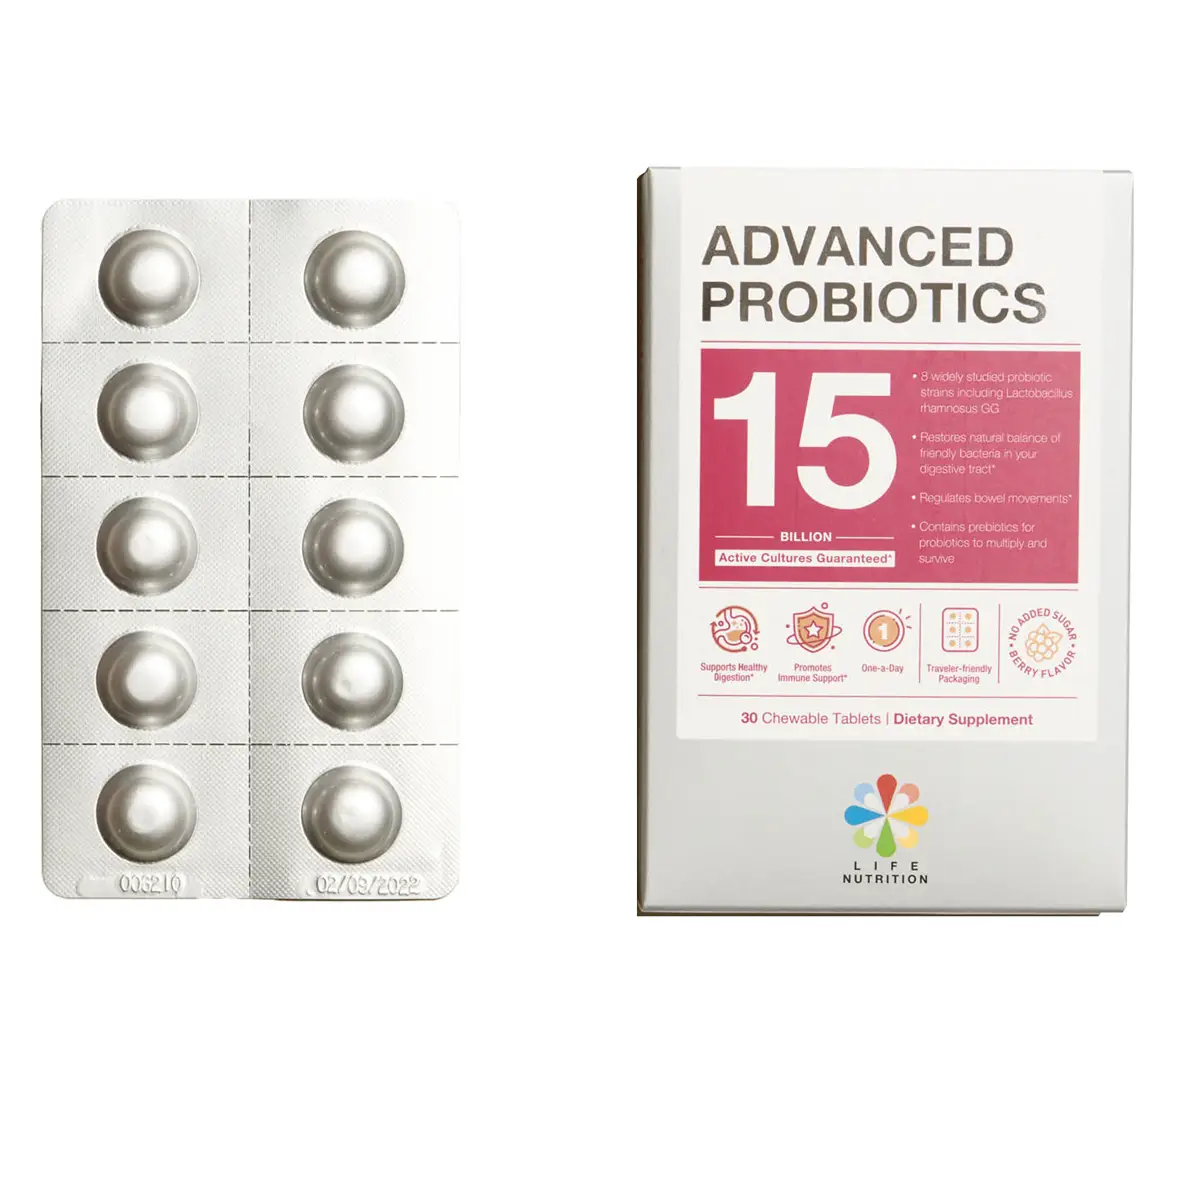 006210
02/09/2022
ADVANCED
PROBIOTICS
15
BILLION
Active Cultures Guaranteed^
• 8 widely studied probiotic
strains including Lactobacillus
rhamnosus GG
• Restores natural balance of
friendly bacteria in your
digestive tract*
• Regulates bowel movements*
• Contains prebiotics for
probiotics to multiply and
survive
Supports Healthy
Digestion*
Promotes
Immune Support*
1
One-a-Day
Traveler-friendly
Packaging
• NO ADDED SUGAR •
BERRY FLAVOR
30 Chewable Tablets | Dietary Supplement
LIFE
NUTRITION